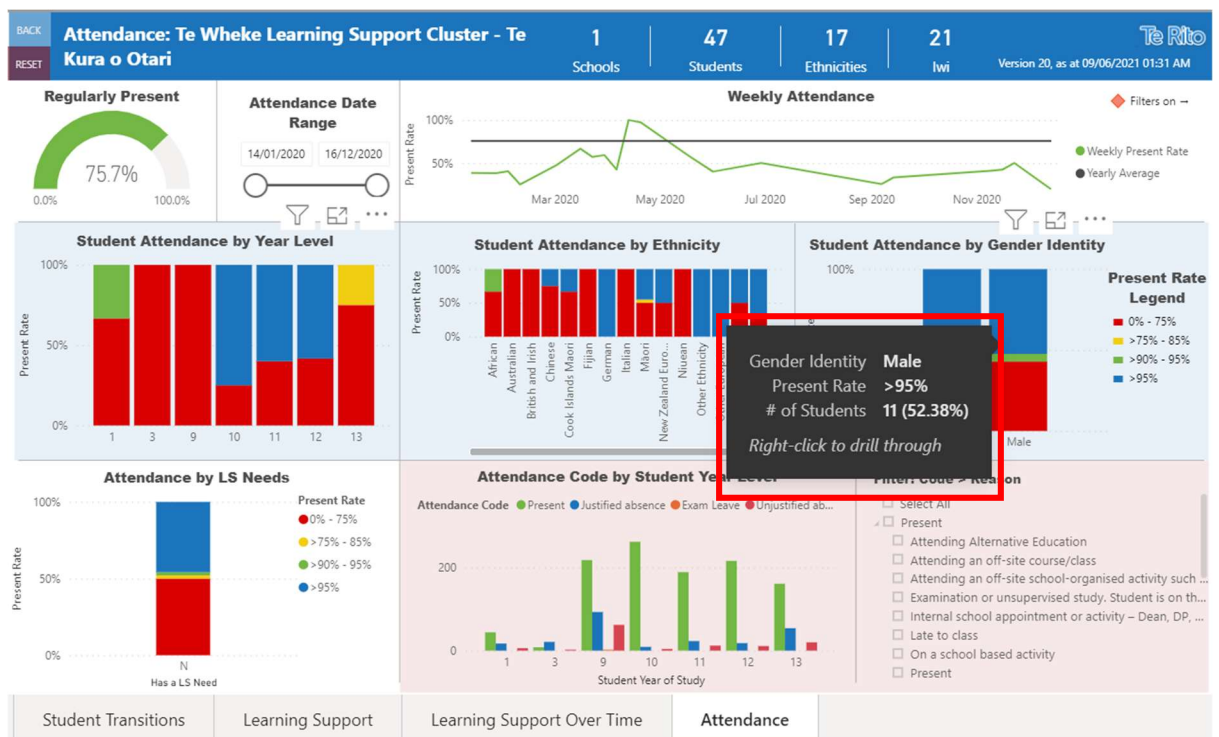 BACK
RESET
Attendance: Te Wheke Learning Support Cluster - Te
Kura o Otari
1
Schools
47
Students
17
Ethnicities
21
Iwi
Te Rito
Version 20, as at 09/06/2021 01:31 AM
Regularly Present
75.7%
0.0%
100.0%
Attendance Date
Range
14/01/2020
16/12/2020
Weekly Attendance
Filters on →
Present Rate
100%
50%
Mar 2020
May 2020
Jul 2020
Sep 2020
Nov 2020
Weekly Present Rate
Yearly Average
Student Attendance by Year Level
Present Rate
100%
50%
0%
1
3
9
10
11
12
13
Student Attendance by Ethnicity
Present Rate
100%
50%
0%
African
Australian
British and Irish
Chinese
Cook Islands Maori
Fijian
German
Italian
Māori
New Zealand Euro...
Niuean
Other Ethnicity
Student Attendance by Gender Identity
100%
Male
Present Rate
Legend
0% - 75%
>75% - 85%
>90% - 95%
>95%
Gender Identity Male
Present Rate >95%
# of Students 11 (52.38%)
Right-click to drill through
Attendance by LS Needs
Present Rate
100%
50%
0%
N
Has a LS Need
Present Rate
0% - 75%
>75% - 85%
>90% - 95%
>95%
Attendance Code by Student Year Level
Attendance Code Present Justified absence Exam Leave Unjustified ab...
200
0
1
3
9
10
11
12
13
Student Year of Study
Filter: Code > Reason
Select All
Present
Attending Alternative Education
Attending an off-site course/class
Attending an off-site school-organised activity such ...
Examination or unsupervised study. Student is on th...
Internal school appointment or activity – Dean, DP, ...
Late to class
On a school based activity
Present
Student Transitions
Learning Support
Learning Support Over Time
Attendance